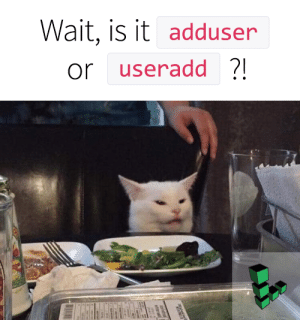 Wait, is it adduser
or useradd ?!